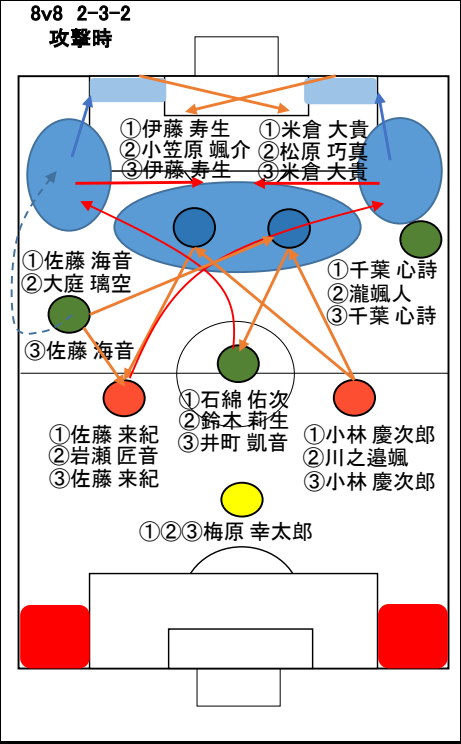 8v8 2-3-2
攻撃時
①伊藤 寿生
②小笠原 颯介
③伊藤 寿生
①米倉 大貴
②松原 巧真
③米倉 大貴
①佐藤 海音
②大庭 璃空
③佐藤 海音
①千葉 心詩
②瀧颯人
③千葉 心詩
①石綿 佑次
②鈴木 莉生
③井町 凱音
①佐藤 来紀
②岩瀬 匠音
③佐藤 来紀
①小林 慶次郎
②川之邉颯
③小林 慶次郎
①②③梅原 幸太郎